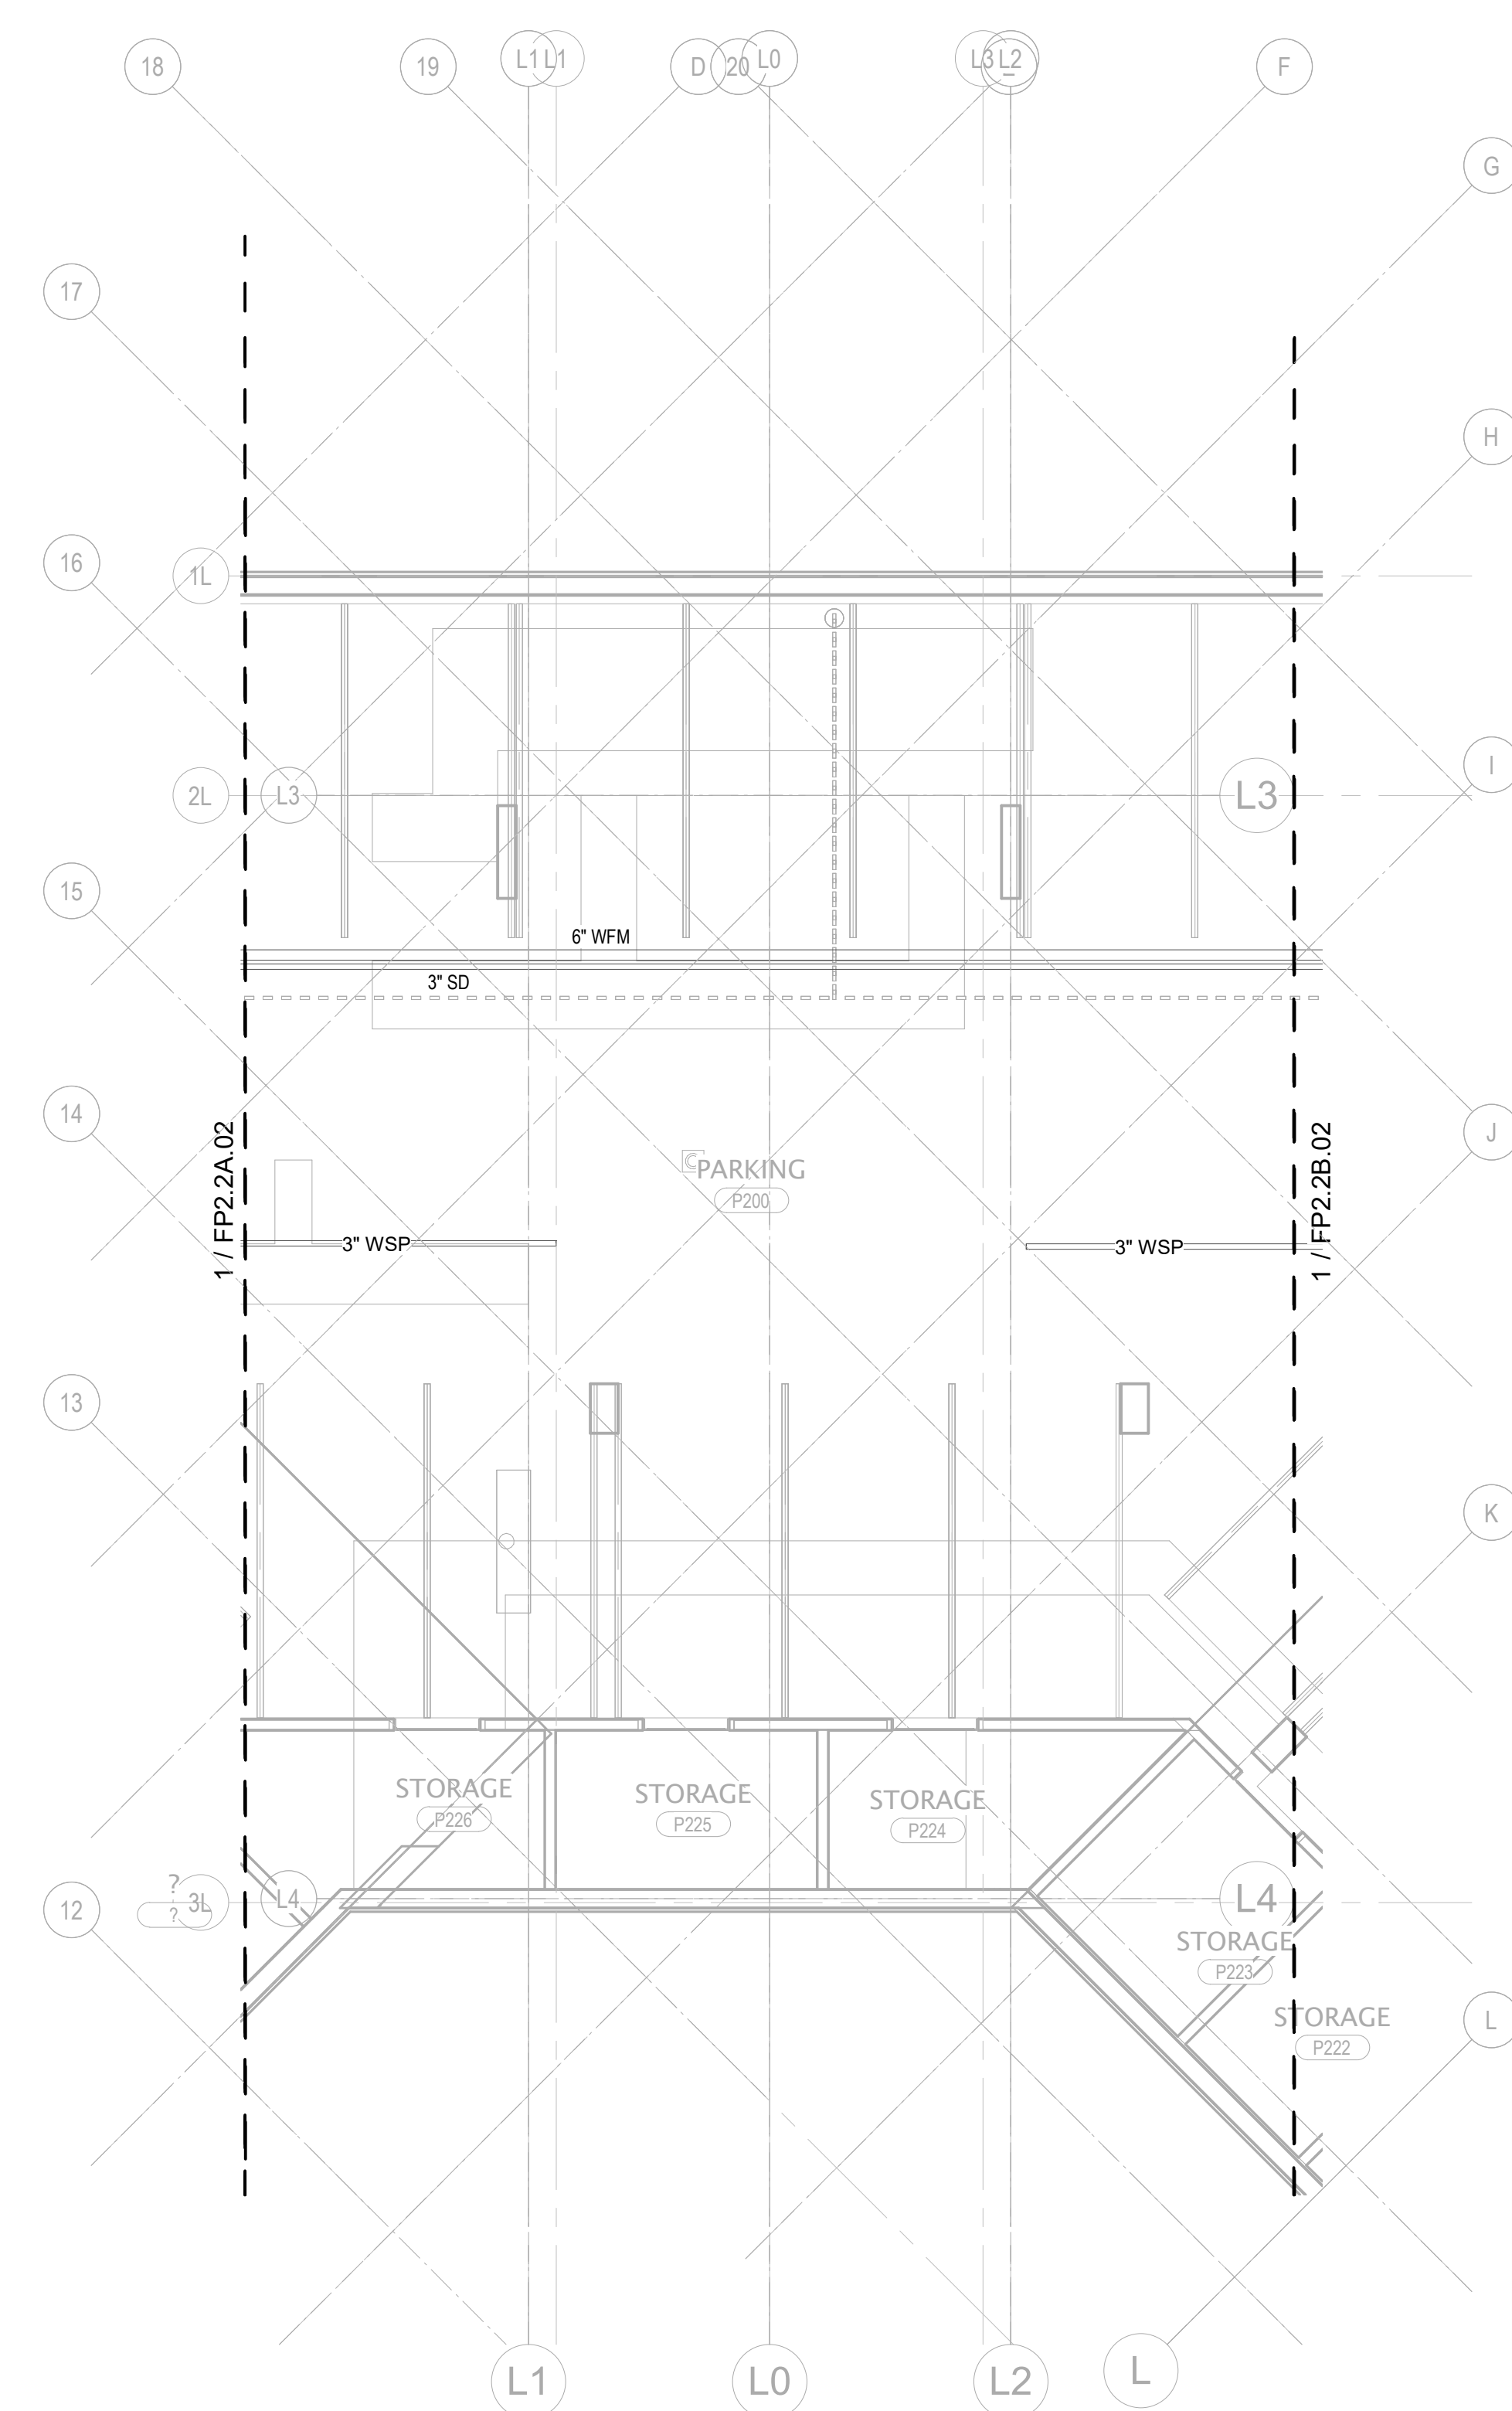 L1
L1
L0
L3
L2
18
19
D
20
F
G
17
H
16
1L
2L
L3
L3
I
15
6" WFM
3" SD
14
J
1 / FP2.2A.02
1 / FP2.2B.02
PARKING
P200
3" WSP
3" WSP
13
K
STORAGE
P226
STORAGE
P225
STORAGE
P224
?
?
3L
L4
L4
12
STORAGE
P223
STORAGE
P222
L
L1
L0
L2
L